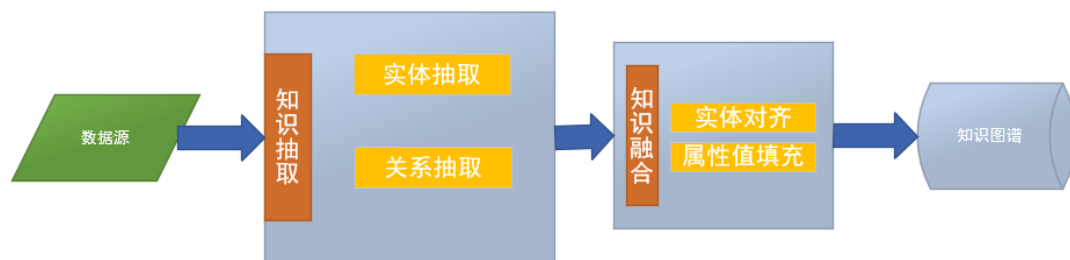 数据源
知识抽取
实体抽取
关系抽取
知识融合
实体对齐
属性值填充
知识图谱